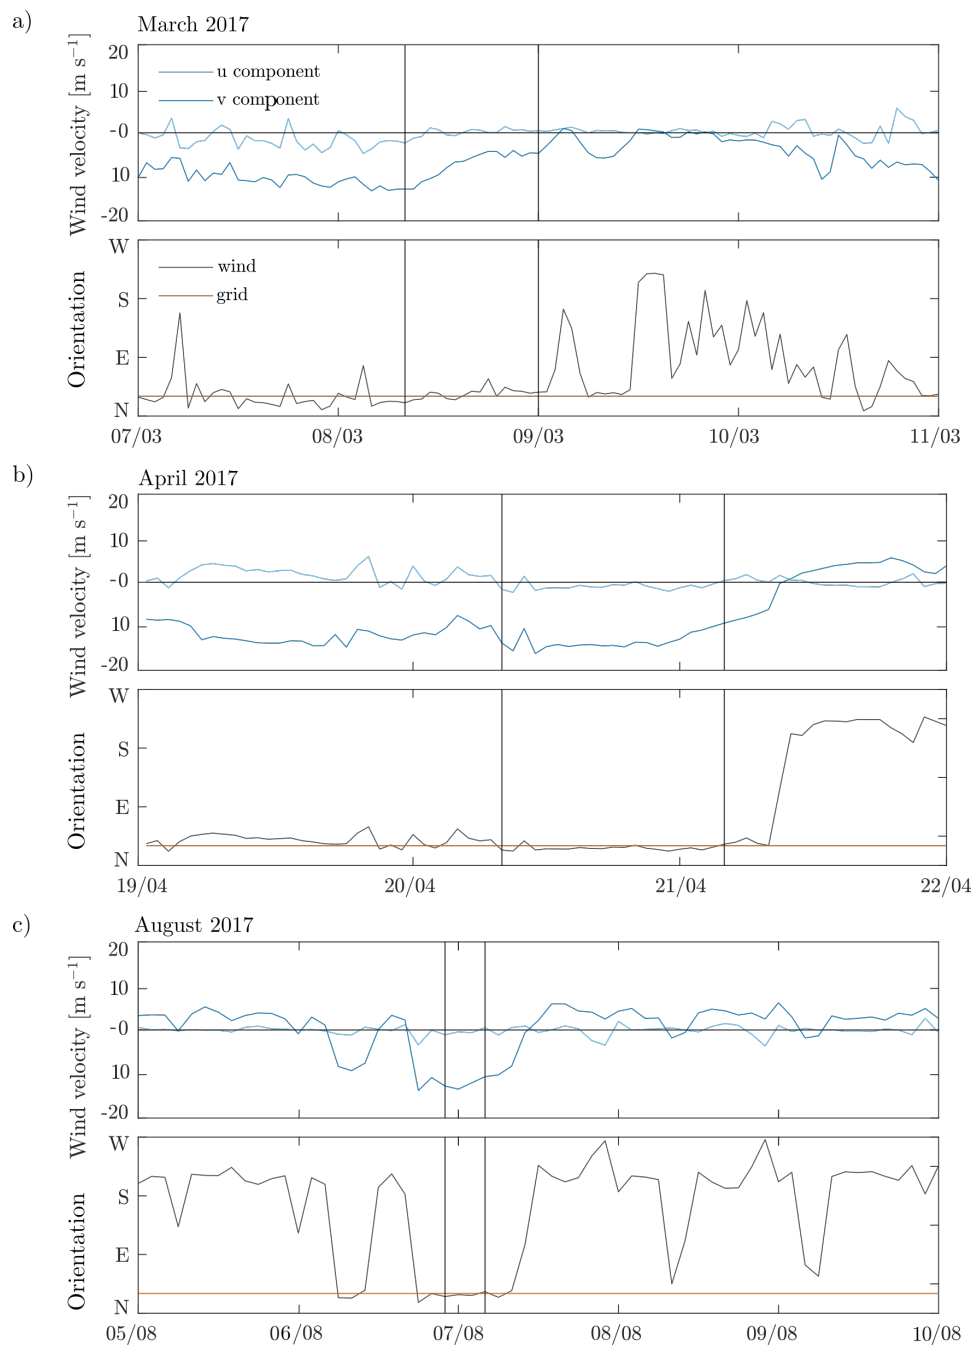 a)
March 2017
Wind velocity [m s⁻¹]
20
10
-0
10
-20
u component
v component
Orientation
W
S
E
N
wind
grid
07/03 08/03 09/03 10/03 11/03
b)
April 2017
Wind velocity [m s⁻¹]
20
10
-0
10
-20
Orientation
W
S
E
N
19/04 20/04 21/04 22/04
c)
August 2017
Wind velocity [m s⁻¹]
20
10
-0
10
-20
Orientation
W
S
E
N
05/08 06/08 07/08 08/08 09/08 10/08